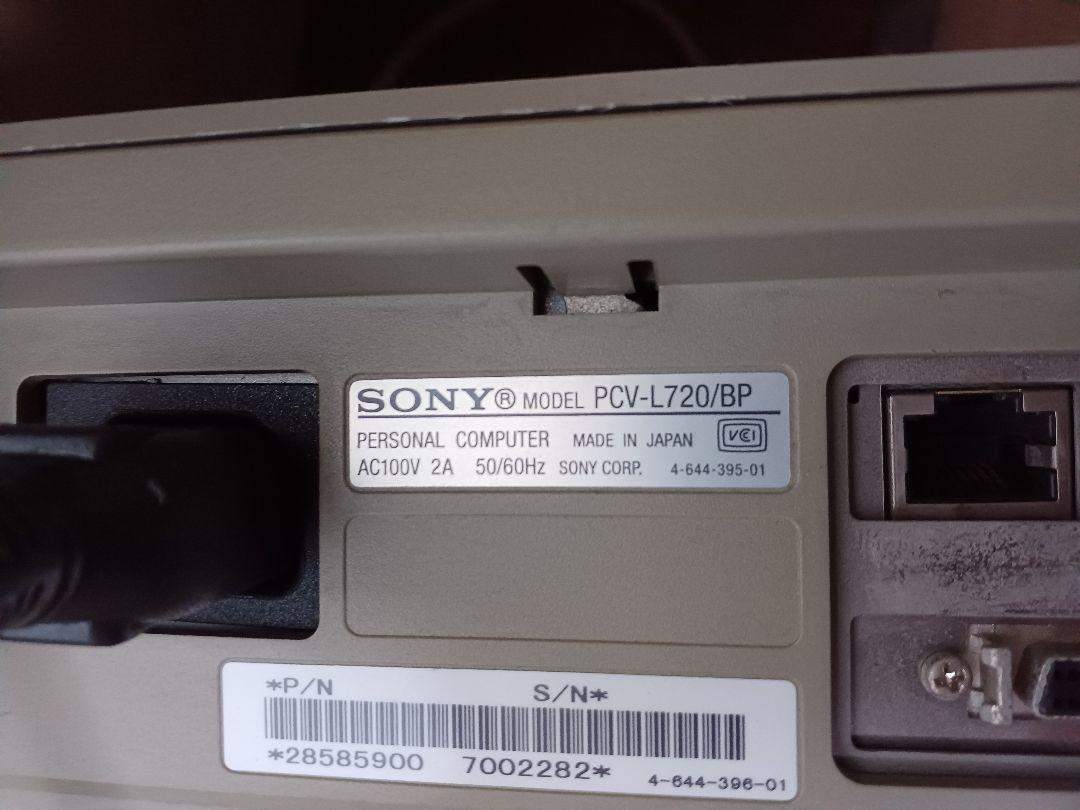 SONY® MODEL PCV-L720/BP
PERSONAL COMPUTER MADE IN JAPAN VCI
AC100V 2A 50/60Hz SONY CORP. 4-644-395-01
*P/N S/N*
*28585900 7002282*
4-644-396-01